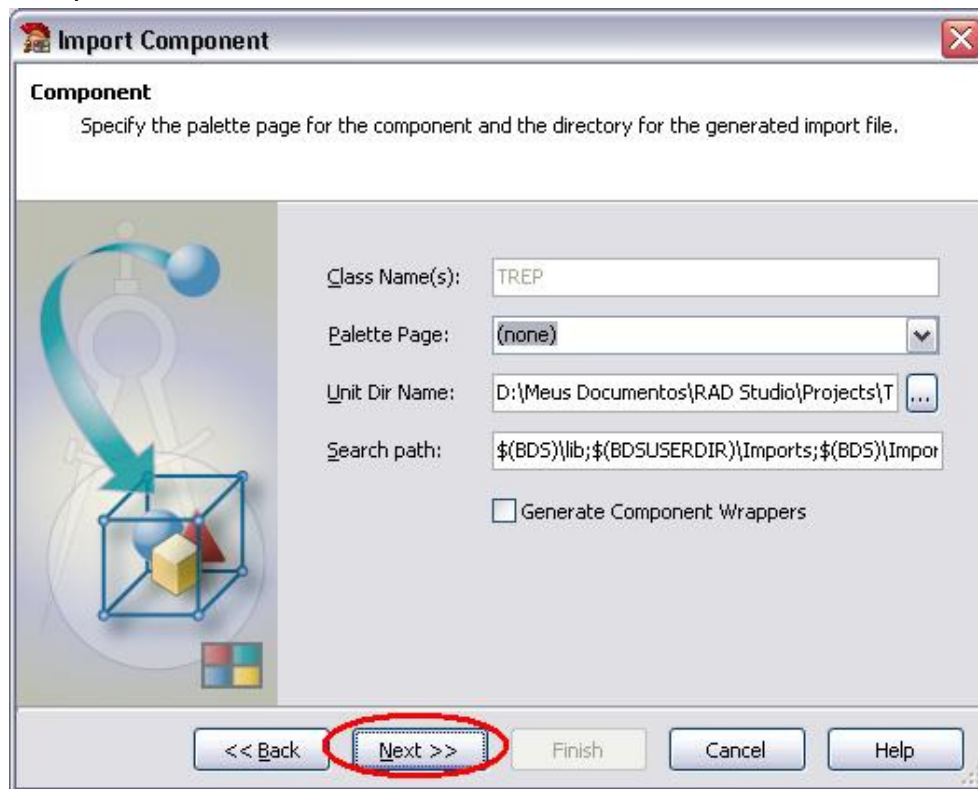 Import Component
Component
Specify the palette page for the component and the directory for the generated import file.
Class Name(s): TREP
Palette Page: (none)
Unit Dir Name: D:\Meus Documentos\RAD Studio\Projects\T ...
Search path: $(BDS)\lib;$(BDSUSERDIR)\Imports;$(BDS)\Impor
Generate Component Wrappers
<< Back Next >> Finish Cancel Help